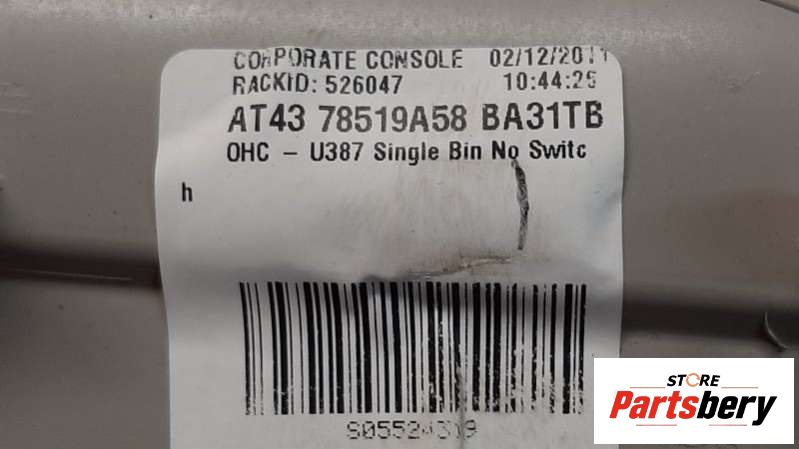 CORPORATE CONSOLE 02/12/2011
RACKID: 526047 10:44:25
AT43 78519A58 BA31TB
OHC - U387 Single Bin No Switc
h
STORE
Partsbery